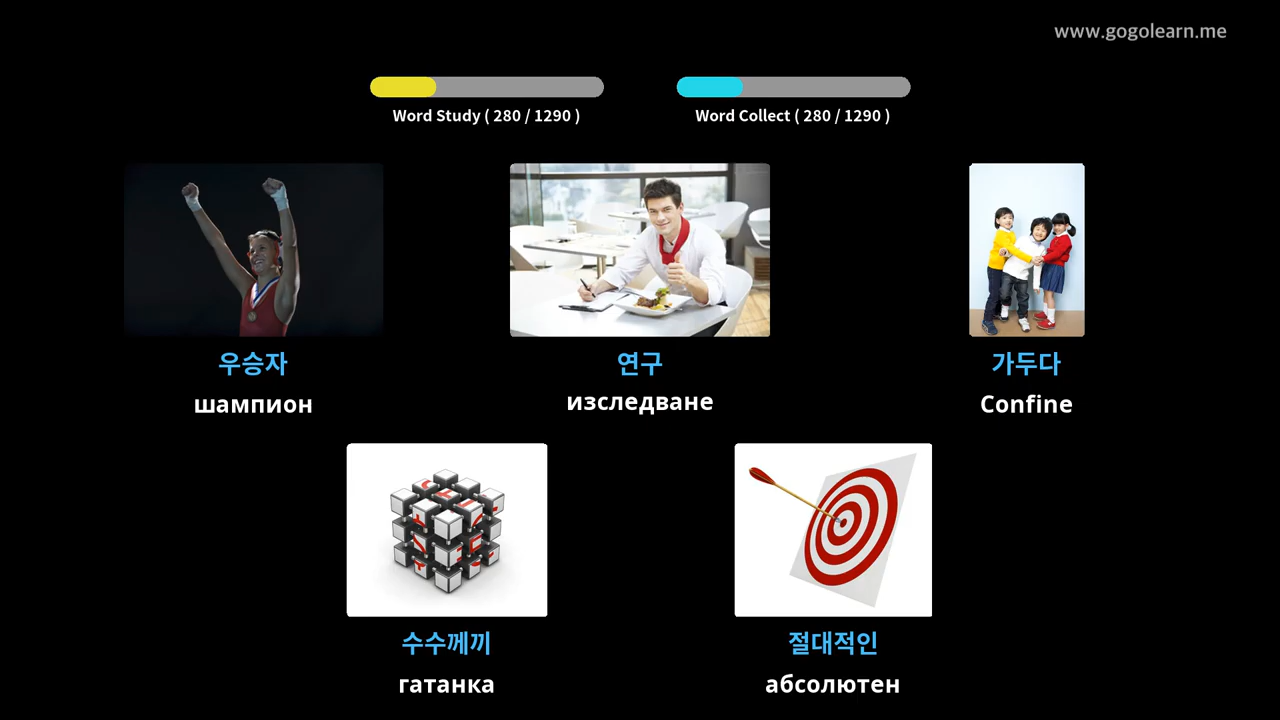 www.gogolearn.me
Word Study ( 280 / 1290 )
Word Collect ( 280 / 1290 )
우승자
шампион
연구
изследване
가두다
Confine
수수께끼
гатанка
절대적인
абсолютен